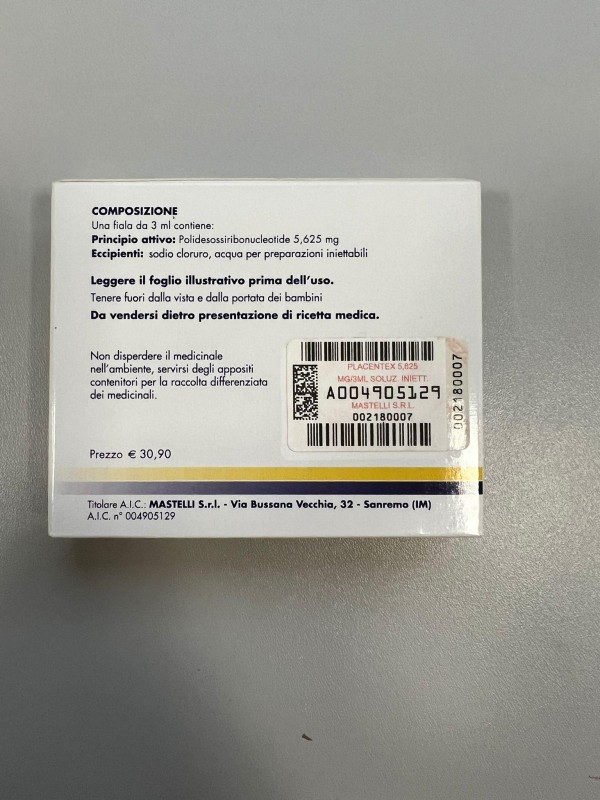 COMPOSIZIONE
Una fiala da 3 ml contiene:
Principio attivo: Polidesossiribonucleotide 5,625 mg
Eccipienti: sodio cloruro, acqua per preparazioni iniettabili
Leggere il foglio illustrativo prima dell'uso.
Tenere fuori dalla vista e dalla portata dei bambini
Da vendersi dietro presentazione di ricetta medica.
Non disperdere il medicinale
nell'ambiente, servirsi degli appositi
contenitori per la raccolta differenziata
dei medicinali.
PLACENTEX 5,625
MG/3ML SOLUZ. INIETT.
A004905129
MASTELLI S.R.L.
002180007
002180007
Prezzo € 30,90
Titolare A.I.C.: MASTELLI S.r.l. - Via Bussana Vecchia, 32 - Sanremo (IM)
A.I.C. n° 004905129